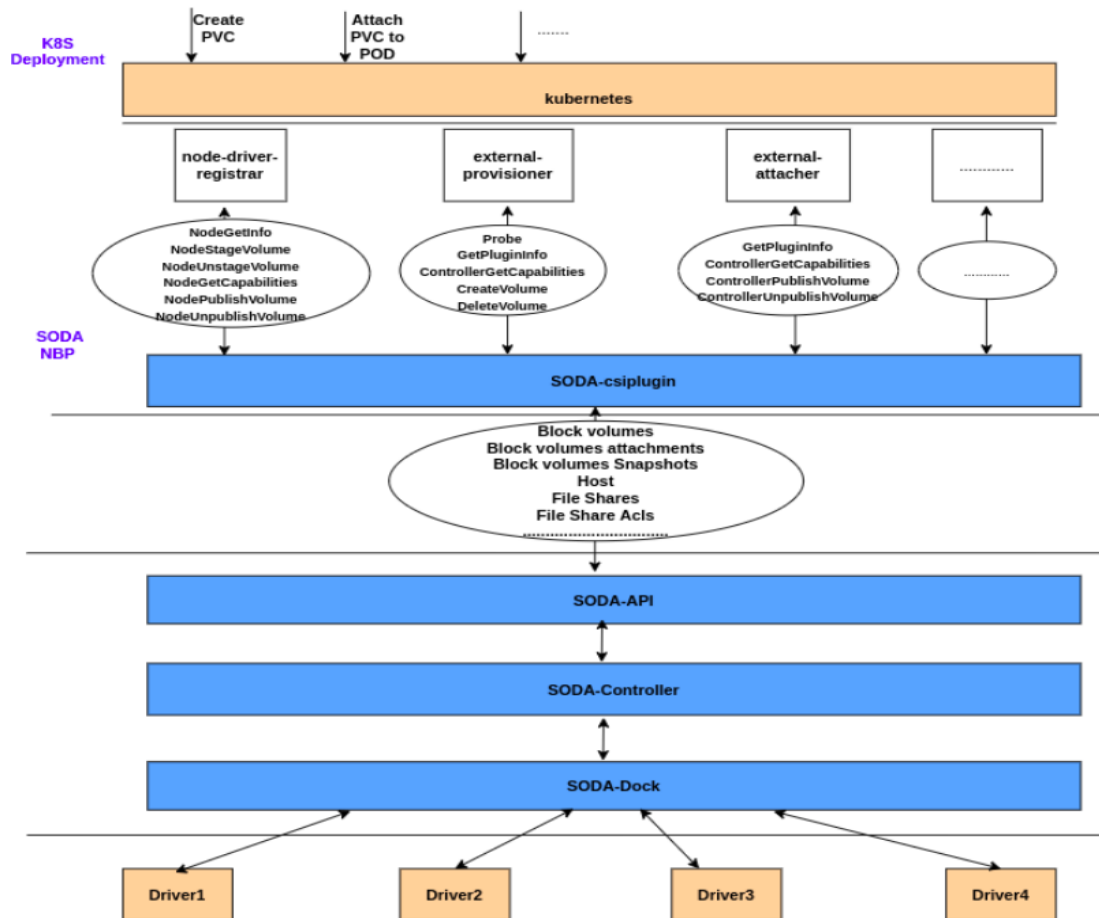 Create
PVC
Attach
PVC to
POD
.......
K8S
Deployment
kubernetes
node-driver-
registrar
external-
provisioner
external-
attacher
............
NodeGetInfo
NodeStageVolume
NodeUnstageVolume
NodeGetCapabilities
NodePublishVolume
NodeUnpublishVolume
Probe
GetPluginInfo
ControllerGetCapabilities
CreateVolume
DeleteVolume
GetPluginInfo
ControllerGetCapabilities
ControllerPublishVolume
ControllerUnpublishVolume
............
SODA
NBP
SODA-csiplugin
Block volumes
Block volumes attachments
Block volumes Snapshots
Host
File Shares
File Share Acls
................................
SODA-API
SODA-Controller
SODA-Dock
Driver1
Driver2
Driver3
Driver4